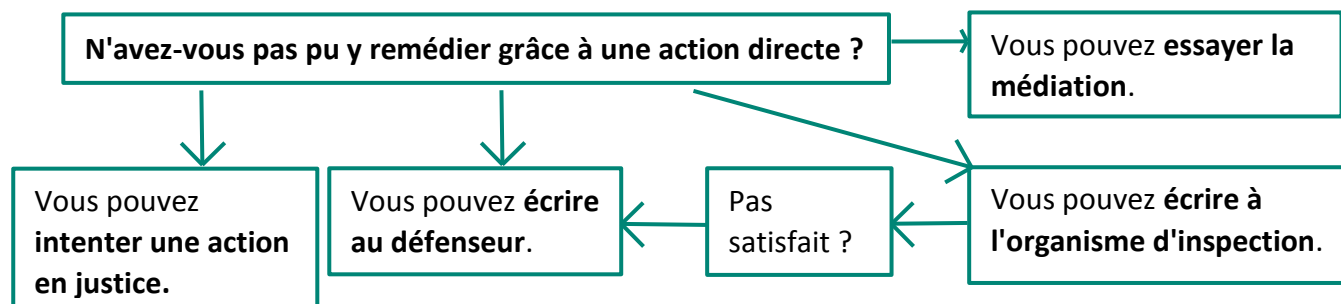 N'avez-vous pas pu y remédier grâce à une action directe ?
Vous pouvez essayer la
médiation.
Vous pouvez
intenter une action
en justice.
Vous pouvez écrire
au défenseur.
Pas
satisfait ?
Vous pouvez écrire à
l'organisme d'inspection.